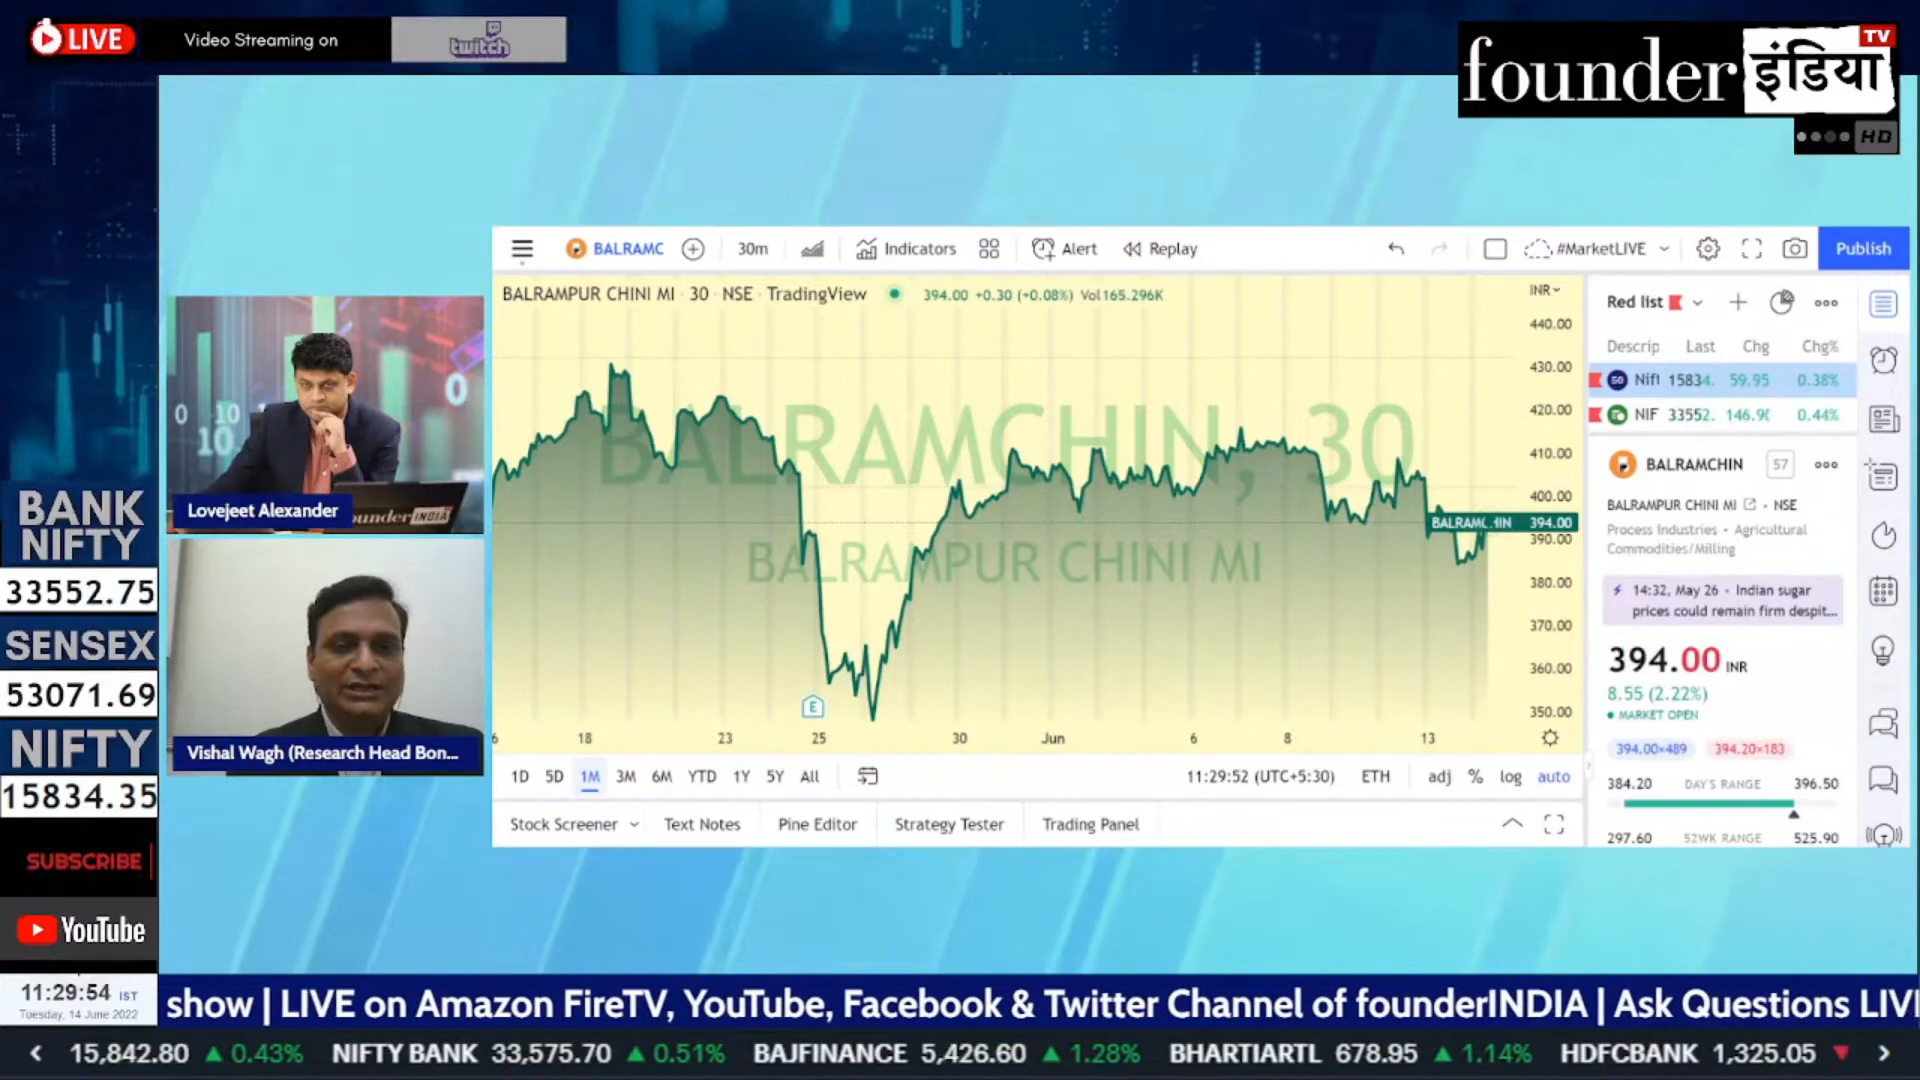 LIVE
Video Streaming on
twitch
founder इंडिया TV
HD
BALRAMC
30m
Indicators
Alert
Replay
#MarketLIVE
Publish
BALRAMPUR CHINI MI · 30 · NSE · TradingView
394.00 +0.30 (+0.08%) Vol165.296K
INR
440.00
430.00
420.00
410.00
400.00
BALRAMCHIN 394.00
390.00
380.00
370.00
360.00
350.00
BALRAMCHIN, 30
BALRAMPUR CHINI MI
E
6 18 23 25 30 Jun 6 8 13
1D 5D 1M 3M 6M YTD 1Y 5Y All
11:29:52 (UTC+5:30) ETH adj % log auto
Stock Screener Text Notes Pine Editor Strategy Tester Trading Panel
Red list
Descrip Last Chg Chg%
50 Nift 15834. 59.95 0.38%
NIF 33552. 146.90 0.44%
BALRAMCHIN 57
BALRAMPUR CHINI MI · NSE
Process Industries · Agricultural
Commodities/Milling
14:32, May 26 · Indian sugar
prices could remain firm despit...
394.00 INR
8.55 (2.22%)
MARKET OPEN
394.00×489 394.20×183
384.20 DAY'S RANGE 396.50
297.60 52WK RANGE 525.90
0 10
10
0
founder INDIA
Lovejeet Alexander
Vishal Wagh (Research Head Bon...
BANK
NIFTY
33552.75
SENSEX
53071.69
NIFTY
15834.35
SUBSCRIBE
YouTube
11:29:54 IST
Tuesday, 14 June 2022
show | LIVE on Amazon FireTV, YouTube, Facebook & Twitter Channel of founderINDIA | Ask Questions LIV
15,842.80 ▲ 0.43% NIFTY BANK 33,575.70 ▲ 0.51% BAJFINANCE 5,426.60 ▲ 1.28% BHARTIARTL 678.95 ▲ 1.14% HDFCBANK 1,325.05 ▼